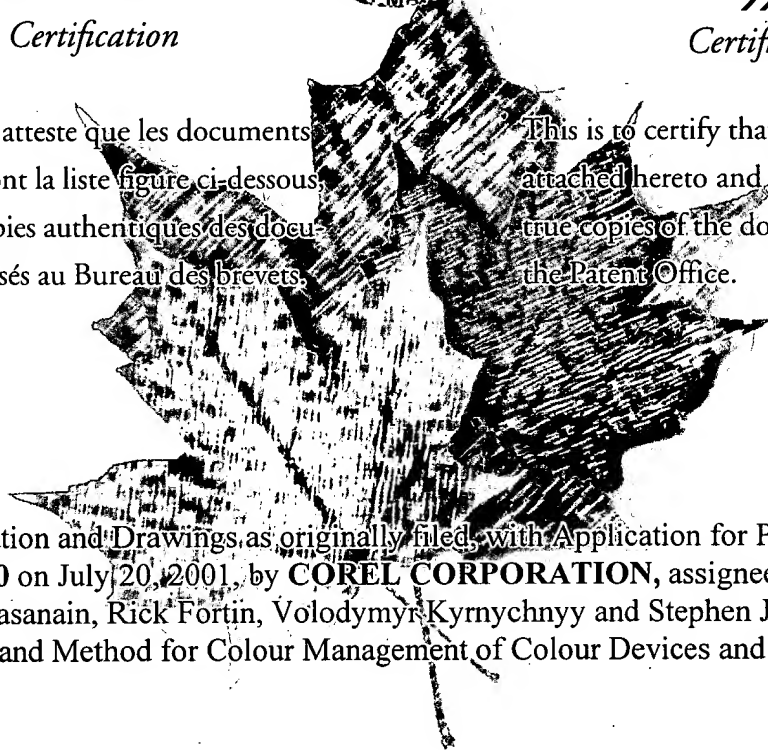 Certification
Certifi
atteste que les documents
nt la liste figure ci-dessous,
pies authentiques des docu-
sés au Bureau des brevets.
This is to certify tha
attached hereto and
true copies of the do
the Patent Office.
tion and Drawings as originally filed, with Application for P
0 on July 20, 2001, by COREL CORPORATION, assignee
asanain, Rick Fortin, Volodymyr Kyrnychnyy and Stephen J
and Method for Colour Management of Colour Devices and